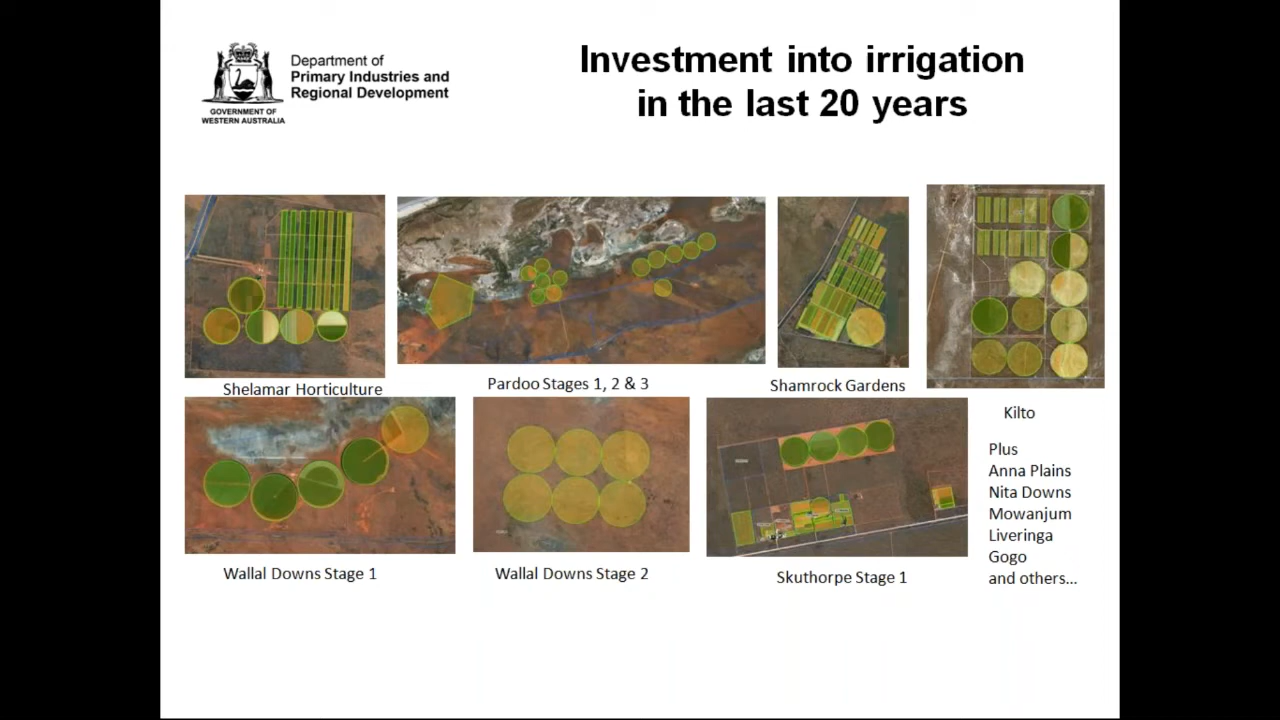 Department of
Primary Industries and
Regional Development
GOVERNMENT OF
WESTERN AUSTRALIA
Investment into irrigation
in the last 20 years
Shelamar Horticulture
Pardoo Stages 1, 2 & 3
Shamrock Gardens
Kilto
Wallal Downs Stage 1
Wallal Downs Stage 2
Skuthorpe Stage 1
Plus
Anna Plains
Nita Downs
Mowanjum
Liveringa
Gogo
and others...